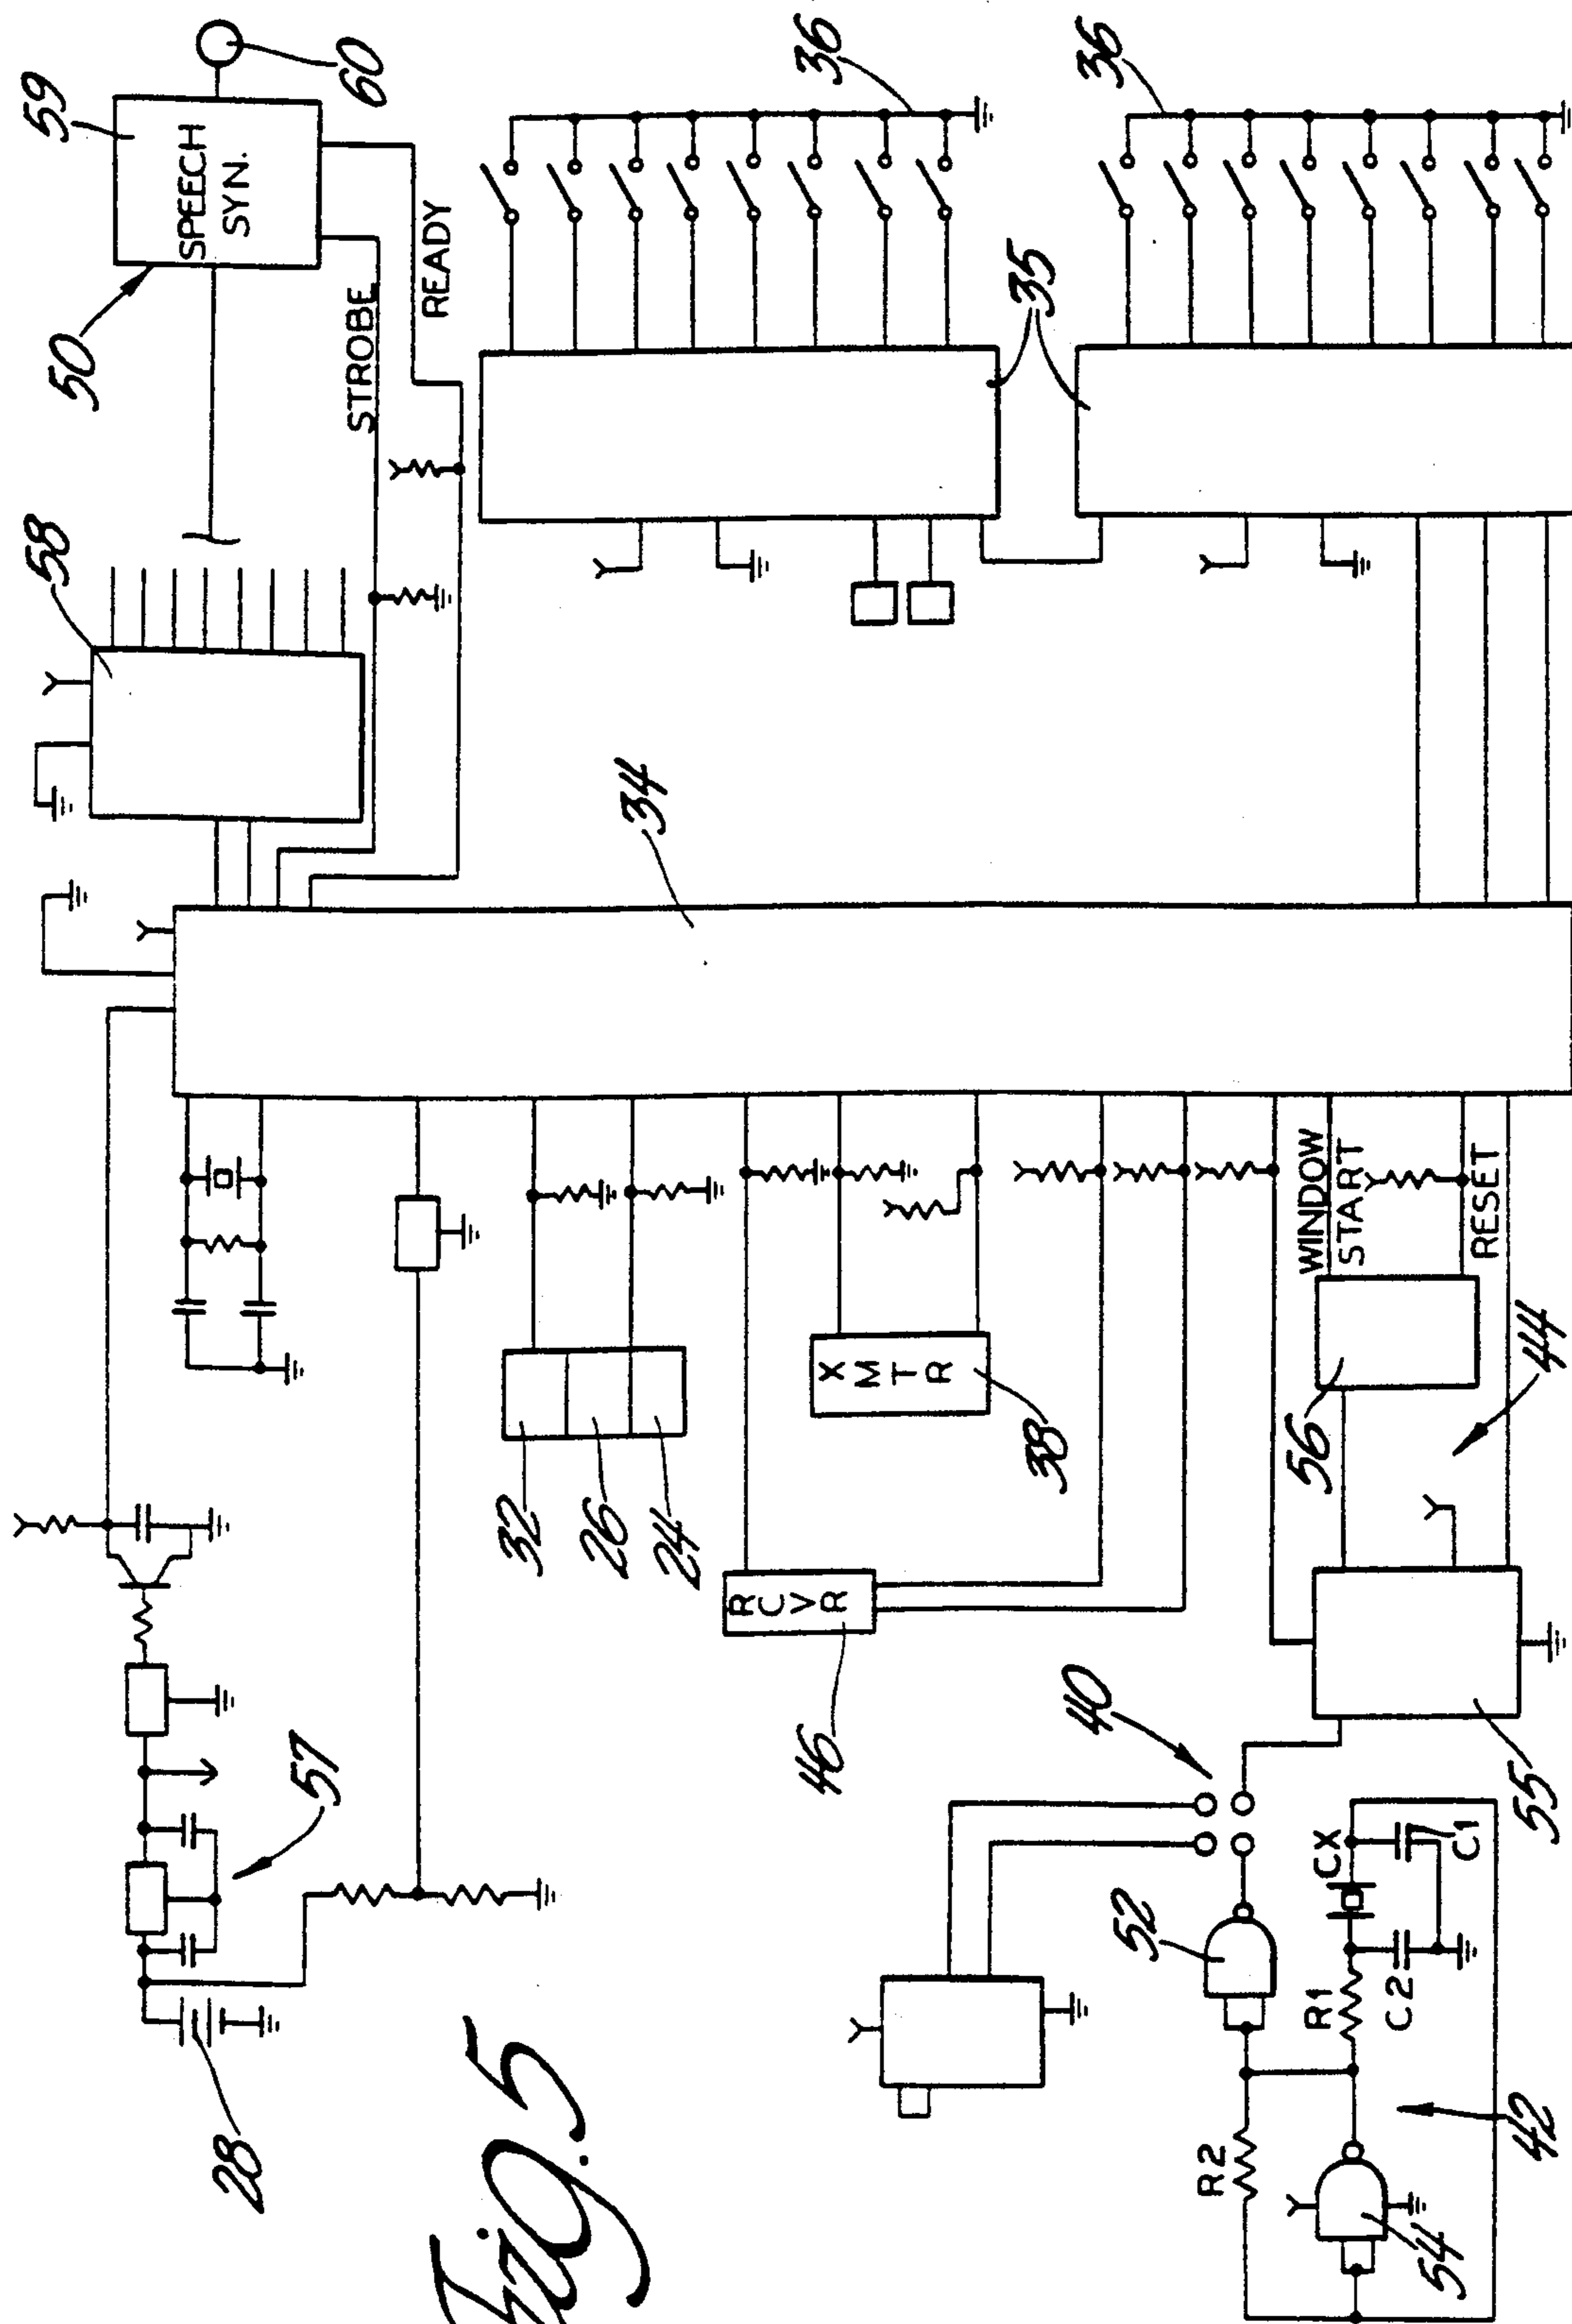 59
60
SPEECH
SYN.
50
STROBE
READY
58
36
36
35
34
WINDOW
START
RESET
44
56
X
M
T
R
38
32
26
24
R
C
V
R
46
40
55
57
52
CX
C1
R1
C2
28
R2
54
42
Fig. 5